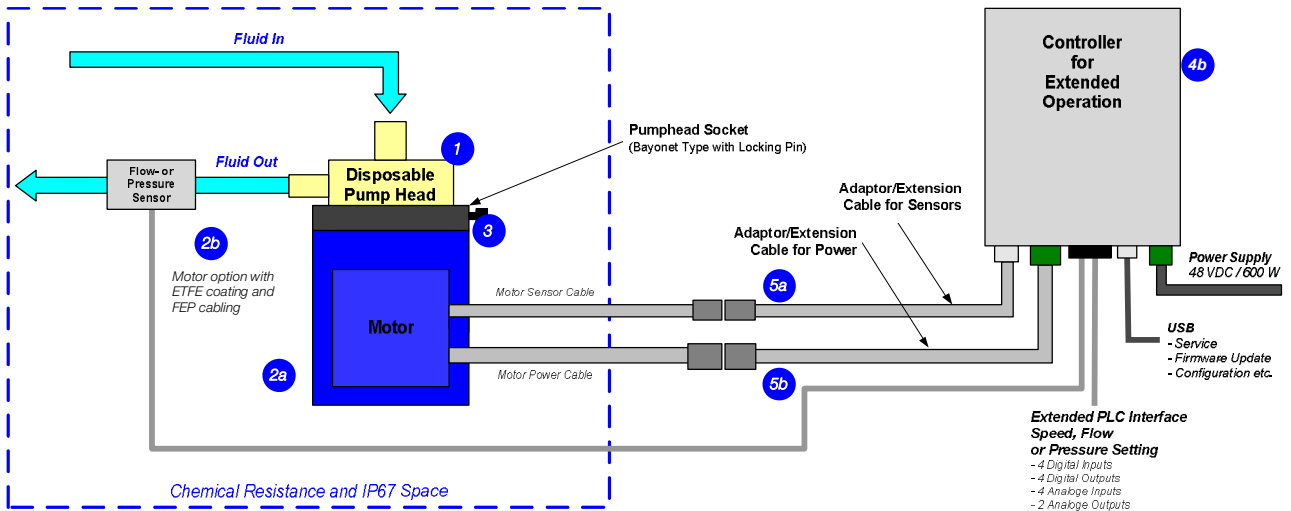 Fluid In
Controller
for
Extended
Operation
4b
Pumphead Socket
(Bayonet Type with Locking Pin)
1
Fluid Out
Flow- or
Pressure
Sensor
Disposable
Pump Head
3
Adaptor/Extension
Cable for Sensors
Adaptor/Extension
Cable for Power
2b
Motor option with
ETFE coating and
FEP cabling
Power Supply
48 VDC / 600 W
Motor Sensor Cable
5a
Motor
USB
- Service
- Firmware Update
- Configuration etc.
2a
Motor Power Cable
5b
Extended PLC Interface
Speed, Flow
or Pressure Setting
- 4 Digital Inputs
- 4 Digital Outputs
- 4 Analoge Inputs
- 2 Analoge Outputs
Chemical Resistance and IP67 Space